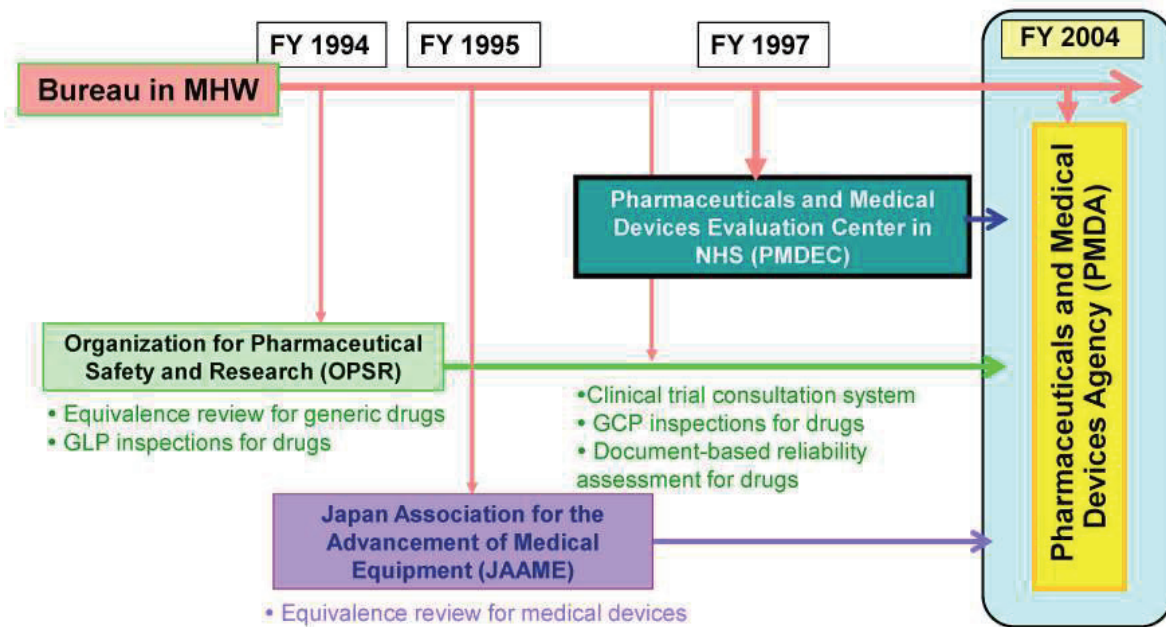 FY 1994
FY 1995
FY 1997
FY 2004
Bureau in MHW
Pharmaceuticals and Medical
Devices Evaluation Center in
NHS (PMDEC)
Organization for Pharmaceutical
Safety and Research (OPSR)
• Equivalence review for generic drugs
• GLP inspections for drugs
•Clinical trial consultation system
• GCP inspections for drugs
• Document-based reliability
assessment for drugs
Japan Association for the
Advancement of Medical
Equipment (JAAME)
• Equivalence review for medical devices
Pharmaceuticals and Medical
Devices Agency (PMDA)